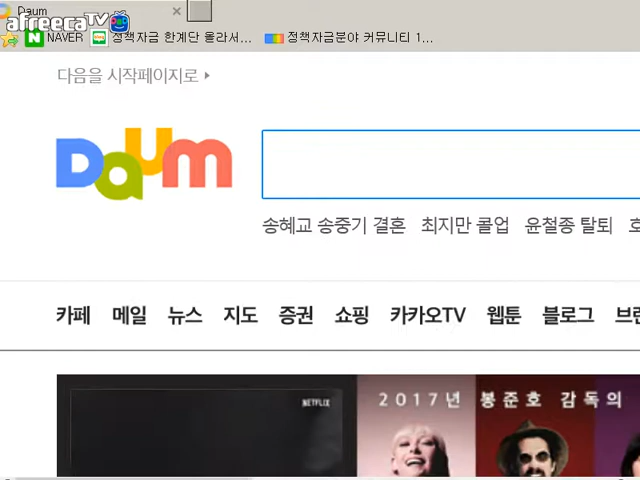 Daum
afreecaTV
NAVER 정책자금 한계단 올라서... 정책자금분야 커뮤니티 1...
다음을 시작페이지로
Daum
송혜교 송중기 결혼 최지만 콜업 윤철종 탈퇴
카페 메일 뉴스 지도 증권 쇼핑 카카오TV 웹툰 블로그
NETFLIX
2017년 봉준호 감독의